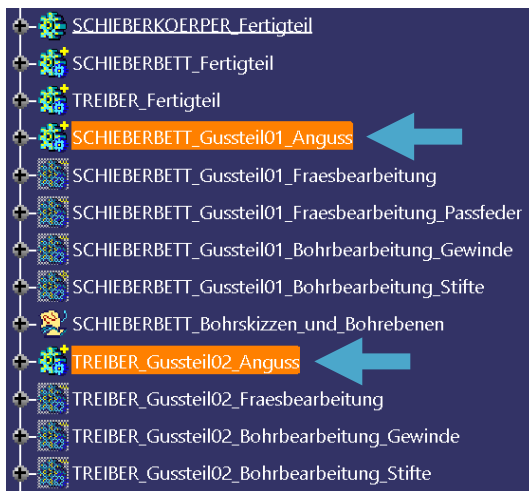 SCHIEBERKOERPER_Fertigteil
SCHIEBERBETT_Fertigteil
TREIBER_Fertigteil
SCHIEBERBETT_Gussteil01_Anguss
SCHIEBERBETT_Gussteil01_Fraesbearbeitung
SCHIEBERBETT_Gussteil01_Fraesbearbeitung_Passfeder
SCHIEBERBETT_Gussteil01_Bohrbearbeitung_Gewinde
SCHIEBERBETT_Gussteil01_Bohrbearbeitung_Stifte
SCHIEBERBETT_Bohrskizzen_und_Bohrebenen
TREIBER_Gussteil02_Anguss
TREIBER_Gussteil02_Fraesbearbeitung
TREIBER_Gussteil02_Bohrbearbeitung_Gewinde
TREIBER_Gussteil02_Bohrbearbeitung_Stifte